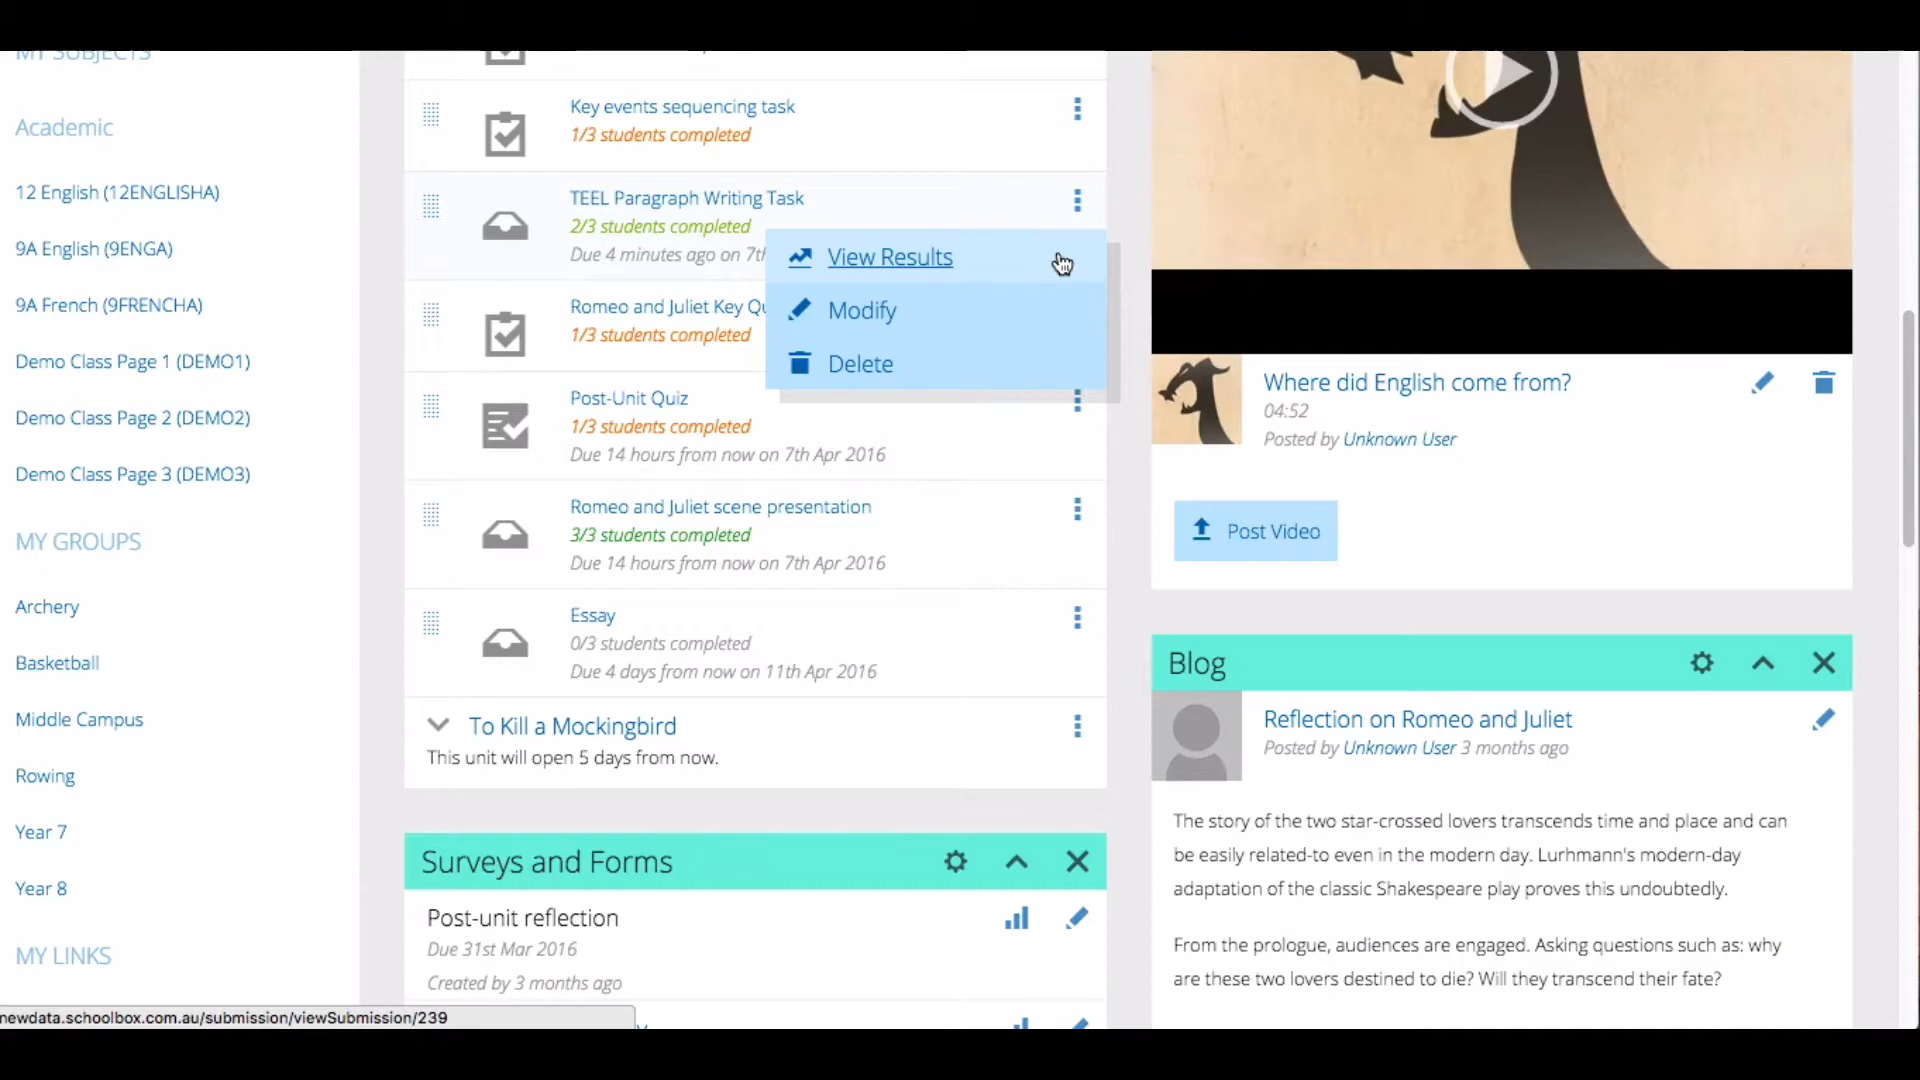 MY SUBJECTS
Academic
12 English (12ENGLISHA)
9A English (9ENGA)
9A French (9FRENCHA)
Demo Class Page 1 (DEMO1)
Demo Class Page 2 (DEMO2)
Demo Class Page 3 (DEMO3)
MY GROUPS
Archery
Basketball
Middle Campus
Rowing
Year 7
Year 8
MY LINKS
newdata.schoolbox.com.au/submission/viewSubmission/239
Key events sequencing task
1/3 students completed
TEEL Paragraph Writing Task
2/3 students completed
Due 4 minutes ago on 7th
View Results
Modify
Delete
Romeo and Juliet Key Qu
1/3 students completed
Post-Unit Quiz
1/3 students completed
Due 14 hours from now on 7th Apr 2016
Romeo and Juliet scene presentation
3/3 students completed
Due 14 hours from now on 7th Apr 2016
Essay
0/3 students completed
Due 4 days from now on 11th Apr 2016
To Kill a Mockingbird
This unit will open 5 days from now.
Surveys and Forms
Post-unit reflection
Due 31st Mar 2016
Created by 3 months ago
Where did English come from?
04:52
Posted by Unknown User
Post Video
Blog
Reflection on Romeo and Juliet
Posted by Unknown User 3 months ago
The story of the two star-crossed lovers transcends time and place and can
be easily related-to even in the modern day. Lurhmann's modern-day
adaptation of the classic Shakespeare play proves this undoubtedly.
From the prologue, audiences are engaged. Asking questions such as: why
are these two lovers destined to die? Will they transcend their fate?